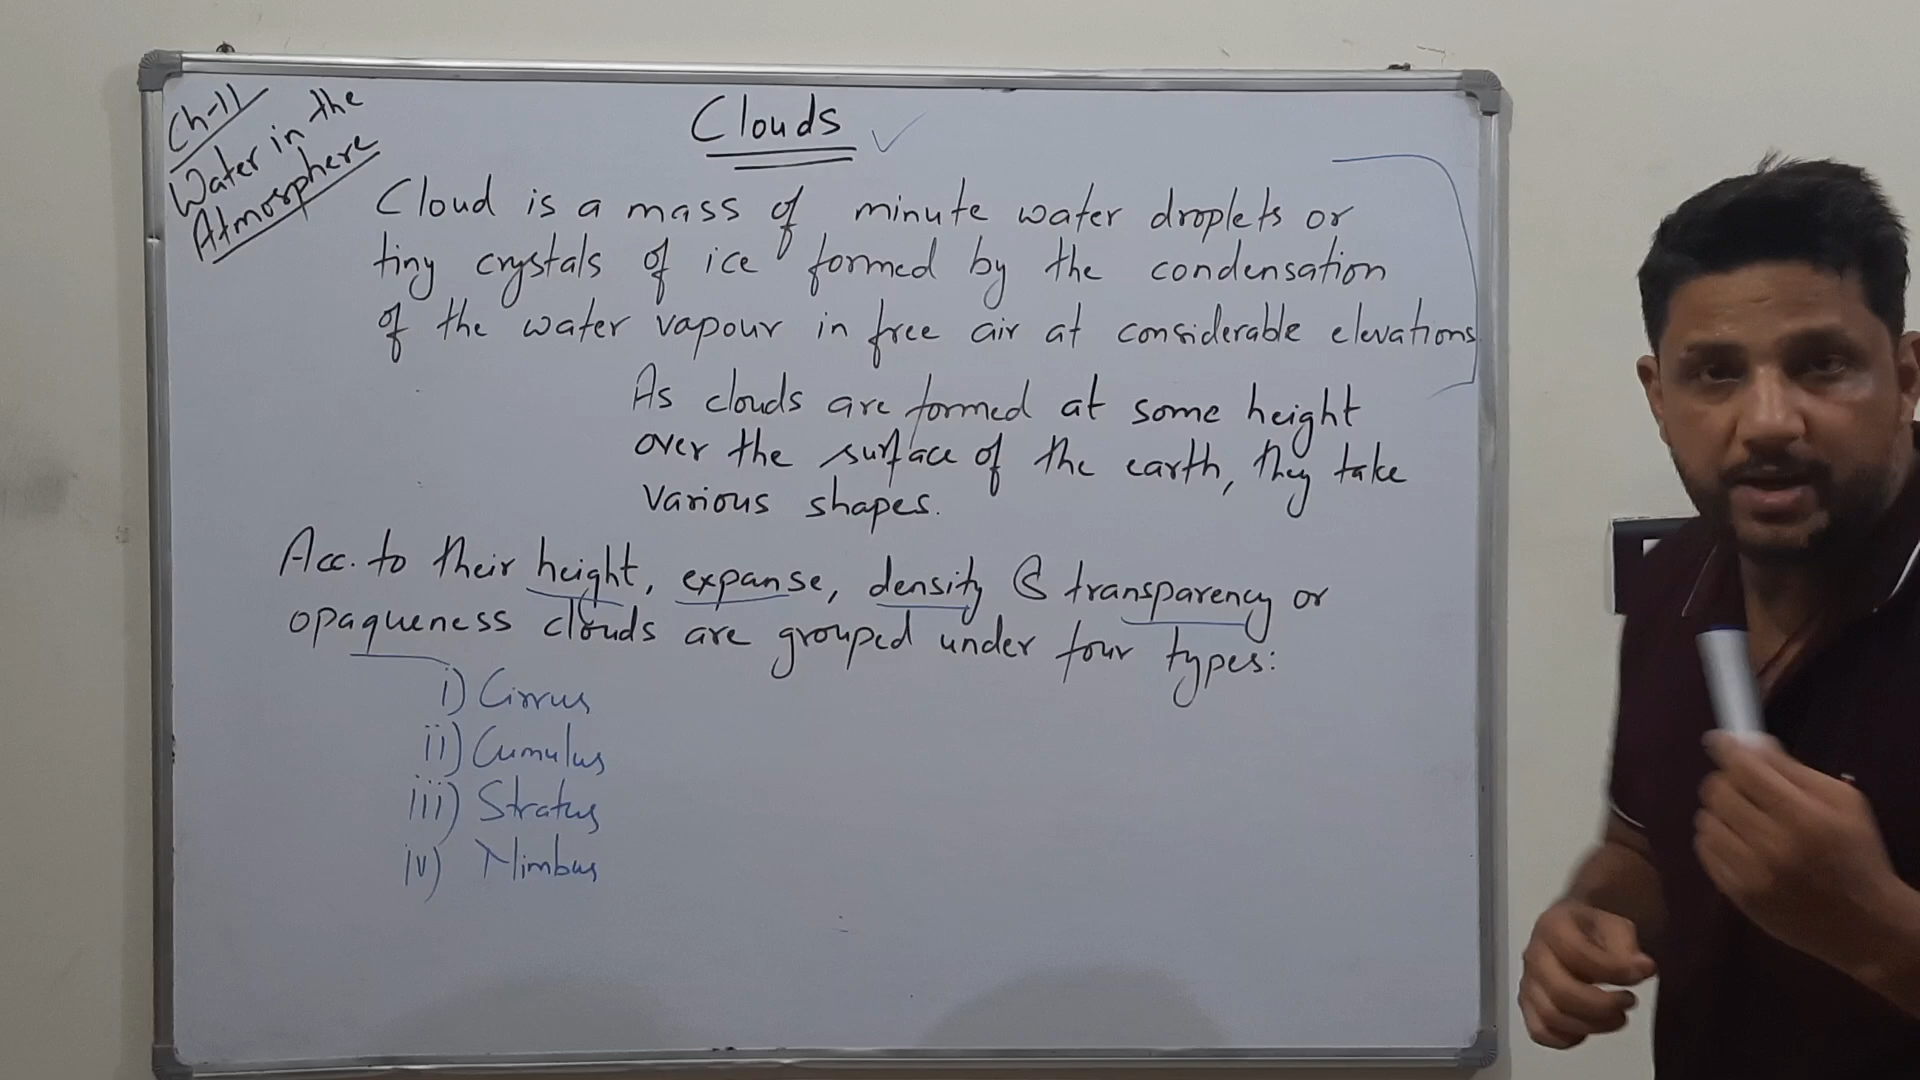 Ch-11
Water in the
Atmosphere
Clouds
Cloud is a mass of minute water droplets or
tiny crystals of ice formed by the condensation
of the water vapour in free air at considerable elevations.
As clouds are formed at some height
over the surface of the earth, they take
various shapes.
Acc. to their height, expanse, density & transparency or
opaqueness clouds are grouped under four types:
i) Cirrus
ii) Cumulus
iii) Stratus
iv) Nimbus